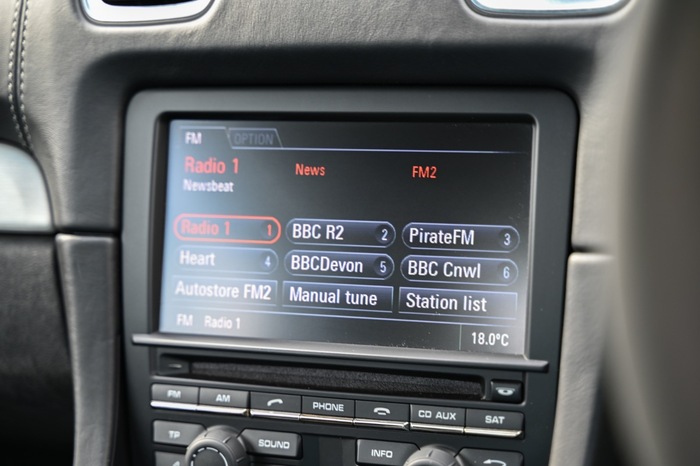 FM OPTION
Radio 1 News FM2
Newsbeat
Radio 1 1 BBC R2 2 PirateFM 3
Heart 4 BBCDevon 5 BBC Cnwl 6
Autostore FM2 Manual tune Station list
FM Radio 1 18.0°C
FM AM PHONE CD AUX SAT
TP SOUND INFO